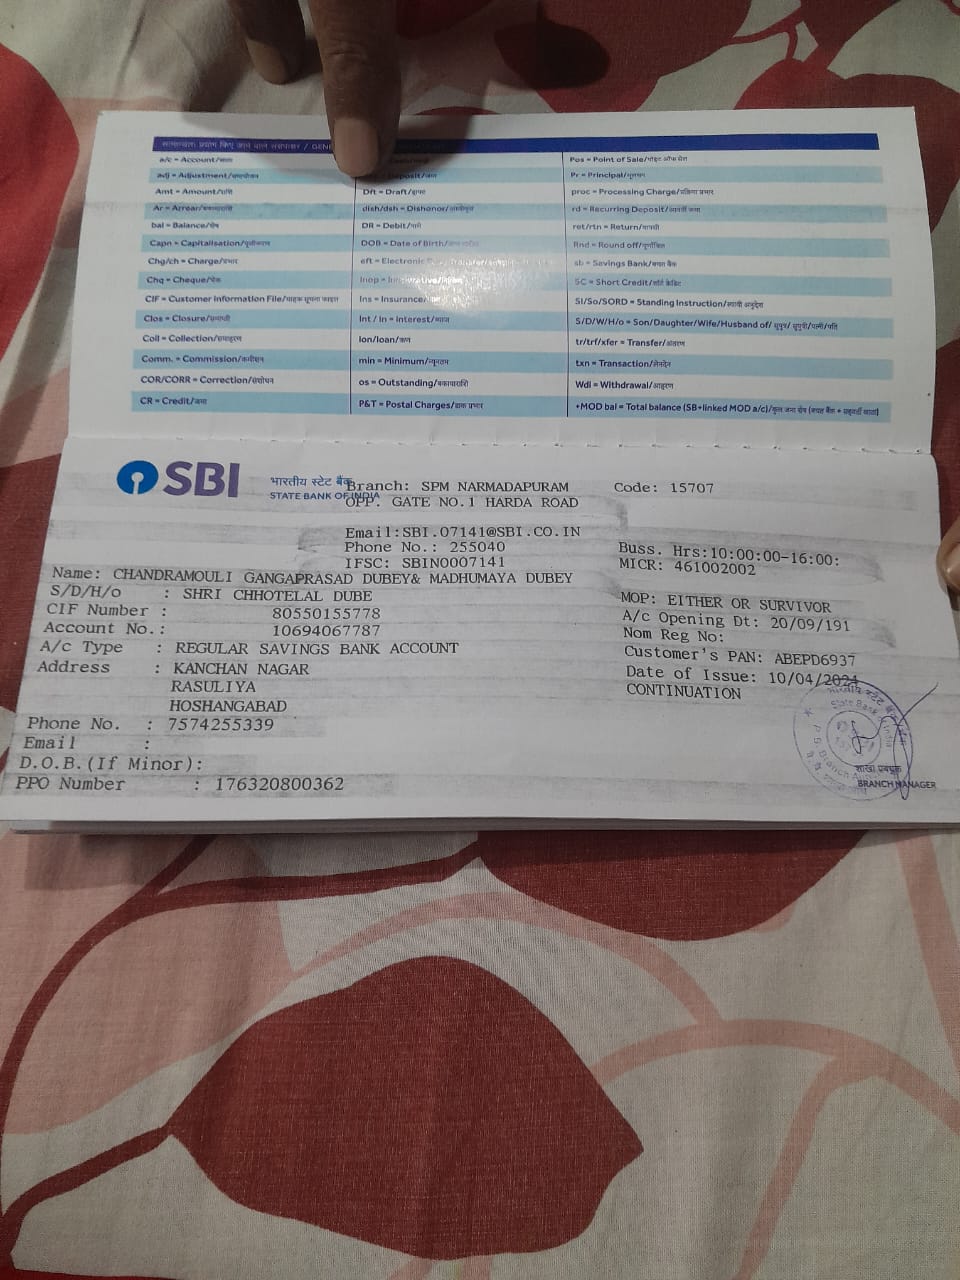 सामान्यतः प्रयोग किए जाने वाले संक्षेपाक्षर / GEN
a/c = Account/खाता
adj = Adjustment/समायोजन
Amt = Amount/राशि
Ar = Arrear/बकाया राशि
bal = Balance/शेष
Capn = Capitalisation/पूंजीकरण
Chg/ch = Charge/प्रभार
Chq = Cheque/चेक
CIF = Customer Information File/ग्राहक सूचना फाइल
Clos = Closure/समाप्ती
Coll = Collection/समाहरण
Comm. = Commission/कमीशन
COR/CORR = Correction/संशोधन
CR = Credit/जमा
Deposit/जमा
Dft = Draft/ड्राफ्ट
dish/dsh = Dishonor/अस्वीकृत
DR = Debit/नामे
DOB = Date of Birth/जन्म तारीख
eft = Electronic Transfer
Inop =
Ins = Insurance/
Int / in = interest/ब्याज
lon/loan/ऋण
min = Minimum/न्यूनतम
os = Outstanding/बकाया राशि
P&T = Postal Charges/डाक प्रभार
Pos = Point of Sale/पॉइंट ऑफ सेल
Pr = Principal/मूलधन
proc = Processing Charge/प्रक्रिया प्रभार
rd = Recurring Deposit/आवर्ती जमा
ret/rtn = Return/वापसी
Rnd = Round off/पूर्णांकित
sb = Savings Bank/बचत बैंक
SC = Short Credit/शॉर्ट क्रेडिट
SI/So/SORD = Standing Instruction/स्थायी अनुदेश
S/D/W/H/o = Son/Daughter/Wife/Husband of/ सुपुत्र/ सुपुत्री/पत्नी/पति
tr/trf/xfer = Transfer/अंतरण
txn = Transaction/लेनदेन
Wdl = Withdrawal/आहरण
+MOD bal = Total balance (SB+linked MOD a/c)/कुल जमा शेष (बचत बैंक + सहवर्ती खाता)
SBI भारतीय स्टेट बैंक
STATE BANK OF INDIA
Branch: SPM NARMADAPURAM Code: 15707
OPP. GATE NO.1 HARDA ROAD
Email:SBI.07141@SBI.CO.IN
Phone No.: 255040 Buss. Hrs:10:00:00-16:00:
IFSC: SBIN0007141 MICR: 461002002
Name: CHANDRAMOULI GANGAPRASAD DUBEY& MADHUMAYA DUBEY
S/D/H/o : SHRI CHHOTELAL DUBE MOP: EITHER OR SURVIVOR
CIF Number : 80550155778 A/c Opening Dt: 20/09/191
Account No.: 10694067787 Nom Reg No:
A/c Type : REGULAR SAVINGS BANK ACCOUNT Customer's PAN: ABEPD6937
Address : KANCHAN NAGAR Date of Issue: 10/04/2024
RASULIYA CONTINUATION
HOSHANGABAD
Phone No. : 7574255339
Email :
D.O.B.(If Minor):
PPO Number : 176320800362
State Bank of India
शाखा प्रबंधक
BRANCH MANAGER